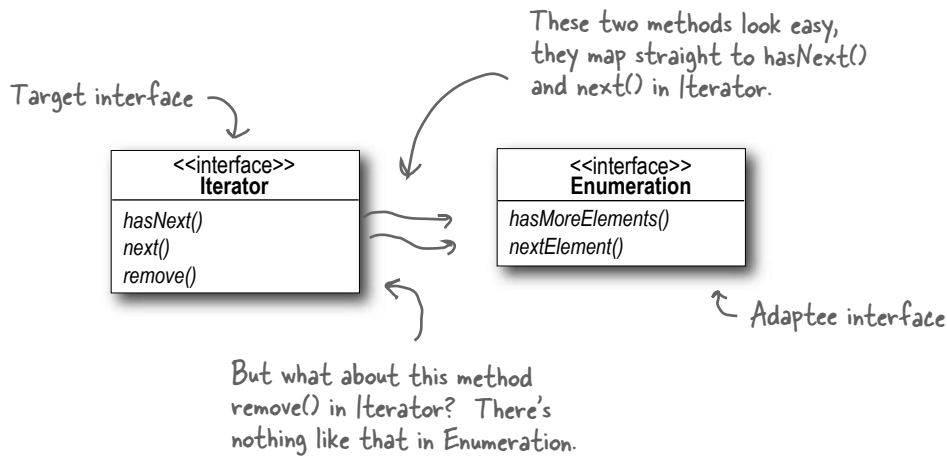 These two methods look easy,
they map straight to hasNext()
and next() in Iterator.
Target interface
<<interface>>
Iterator
hasNext()
next()
remove()
<<interface>>
Enumeration
hasMoreElements()
nextElement()
Adaptee interface
But what about this method
remove() in Iterator? There's
nothing like that in Enumeration.